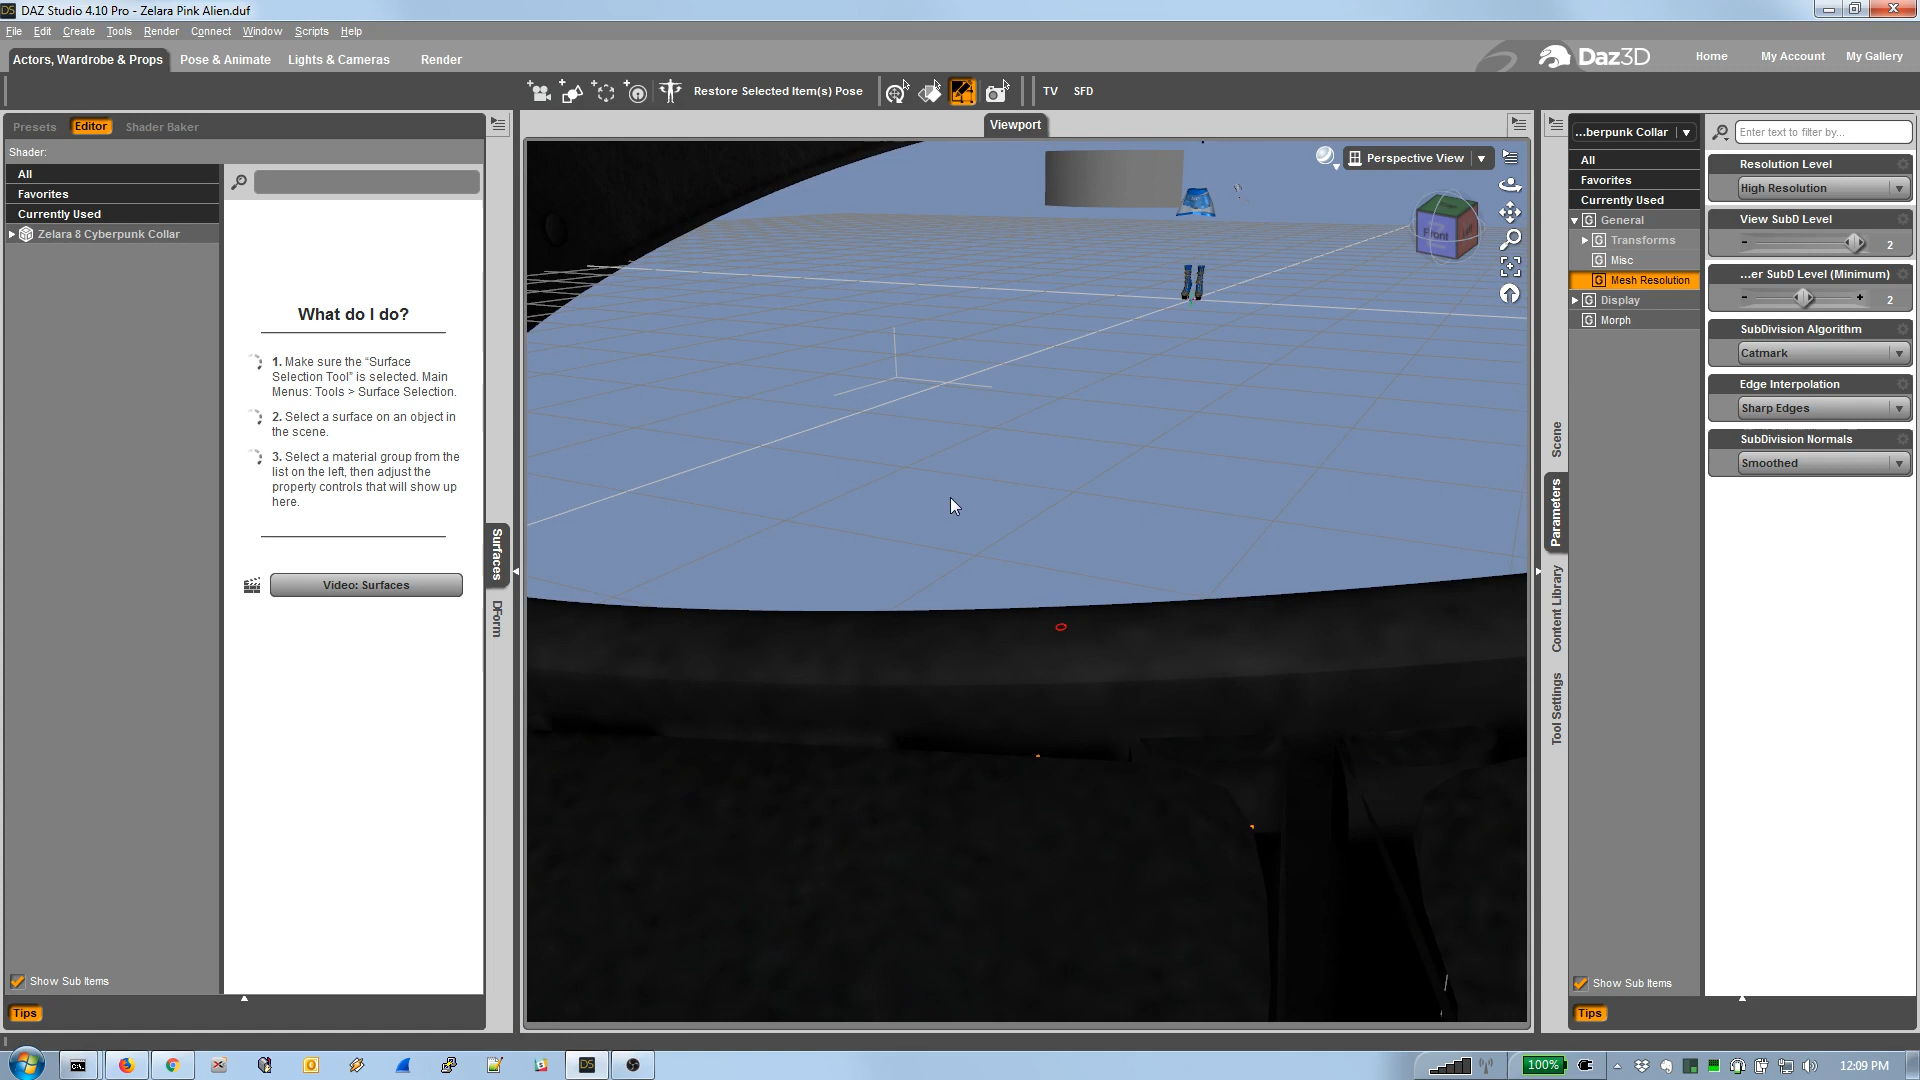 DAZ Studio 4.10 Pro - Zelara Pink Alien.duf
File Edit Create Tools Render Connect Window Scripts Help
Actors, Wardrobe & Props Pose & Animate Lights & Cameras Render
Daz3D Home My Account My Gallery
Restore Selected Item(s) Pose TV SFD
Presets Editor Shader Baker
Shader:
All
Favorites
Currently Used
Zelara 8 Cyberpunk Collar
What do I do?
1. Make sure the “Surface
Selection Tool” is selected. Main
Menus: Tools > Surface Selection.
2. Select a surface on an object in
the scene.
3. Select a material group from the
list on the left, then adjust the
property controls that will show up
here.
Video: Surfaces
Show Sub Items
Tips
Surfaces
DForm
Viewport
Perspective View
Front
Scene
Parameters
Content Library
Tool Settings
...berpunk Collar
Enter text to filter by...
All
Favorites
Currently Used
General
Transforms
Misc
Mesh Resolution
Display
Morph
Resolution Level
High Resolution
View SubD Level
2
...er SubD Level (Minimum)
2
SubDivision Algorithm
Catmark
Edge Interpolation
Sharp Edges
SubDivision Normals
Smoothed
Show Sub Items
Tips
100%
12:09 PM